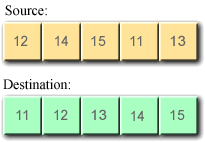 Source:
12 14 15 11 13
Destination:
11 12 13 14 15